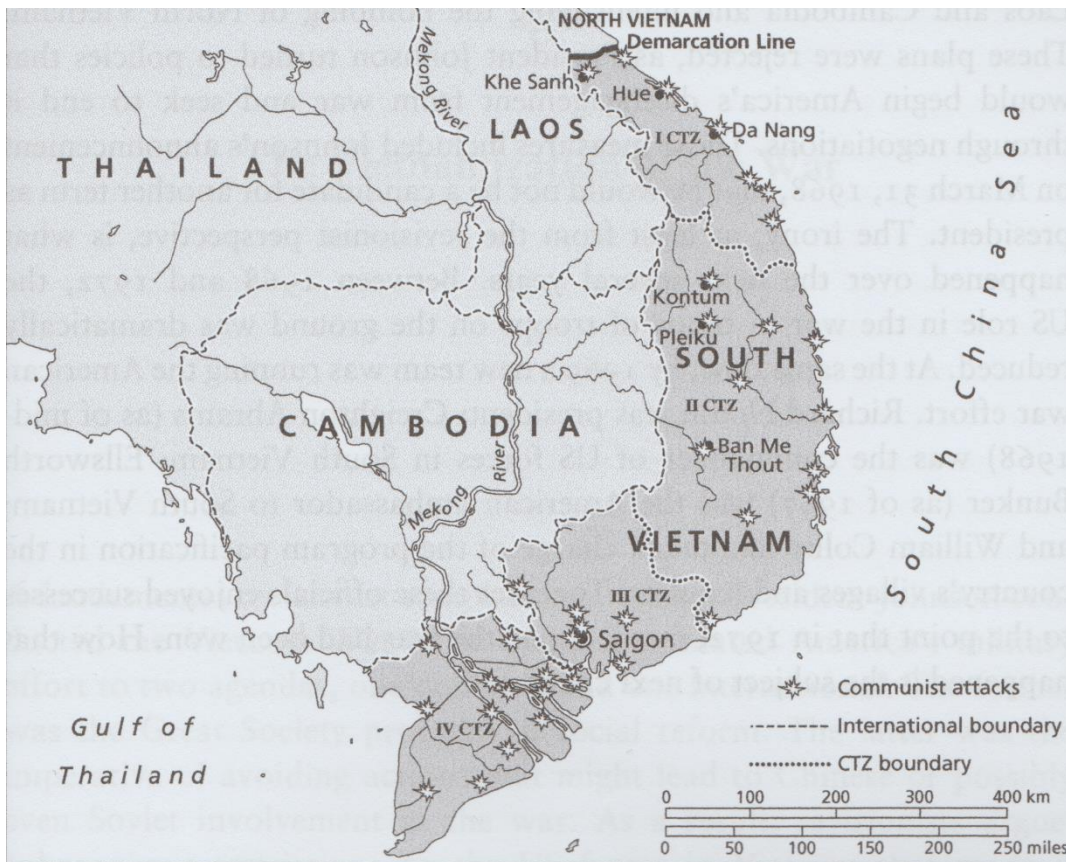 NORTH VIETNAM
Demarcation Line
Khe Sanh
Hue
Mekong River
LAOS
I CTZ
Da Nang
THAILAND
South China Sea
Kontum
Pleiku
SOUTH
II CTZ
CAMBODIA
Ban Me
Thout
River
Mekong
VIETNAM
III CTZ
Saigon
Communist attacks
Gulf of
Thailand
IV CTZ
International boundary
CTZ boundary
0 100 200 300 400 km
0 50 100 150 200 250 miles